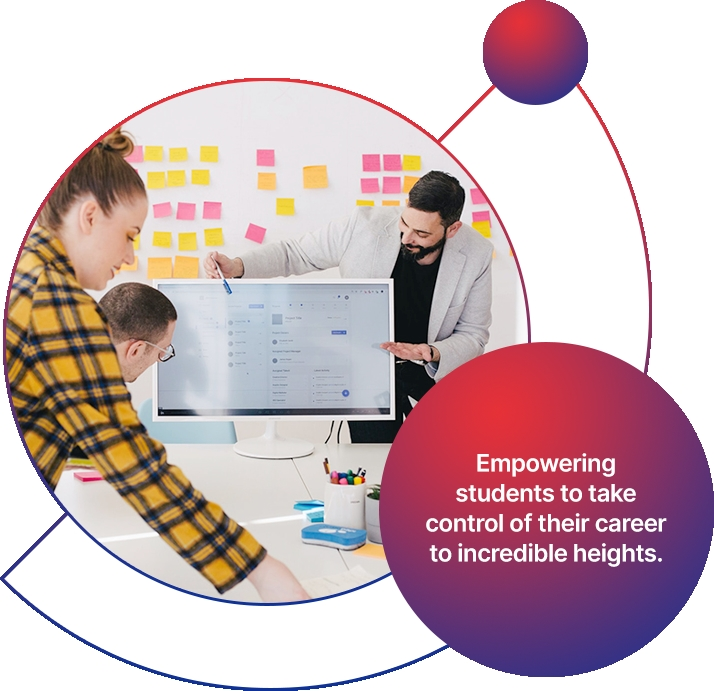 Empowering
students to take
control of their career
to incredible heights.